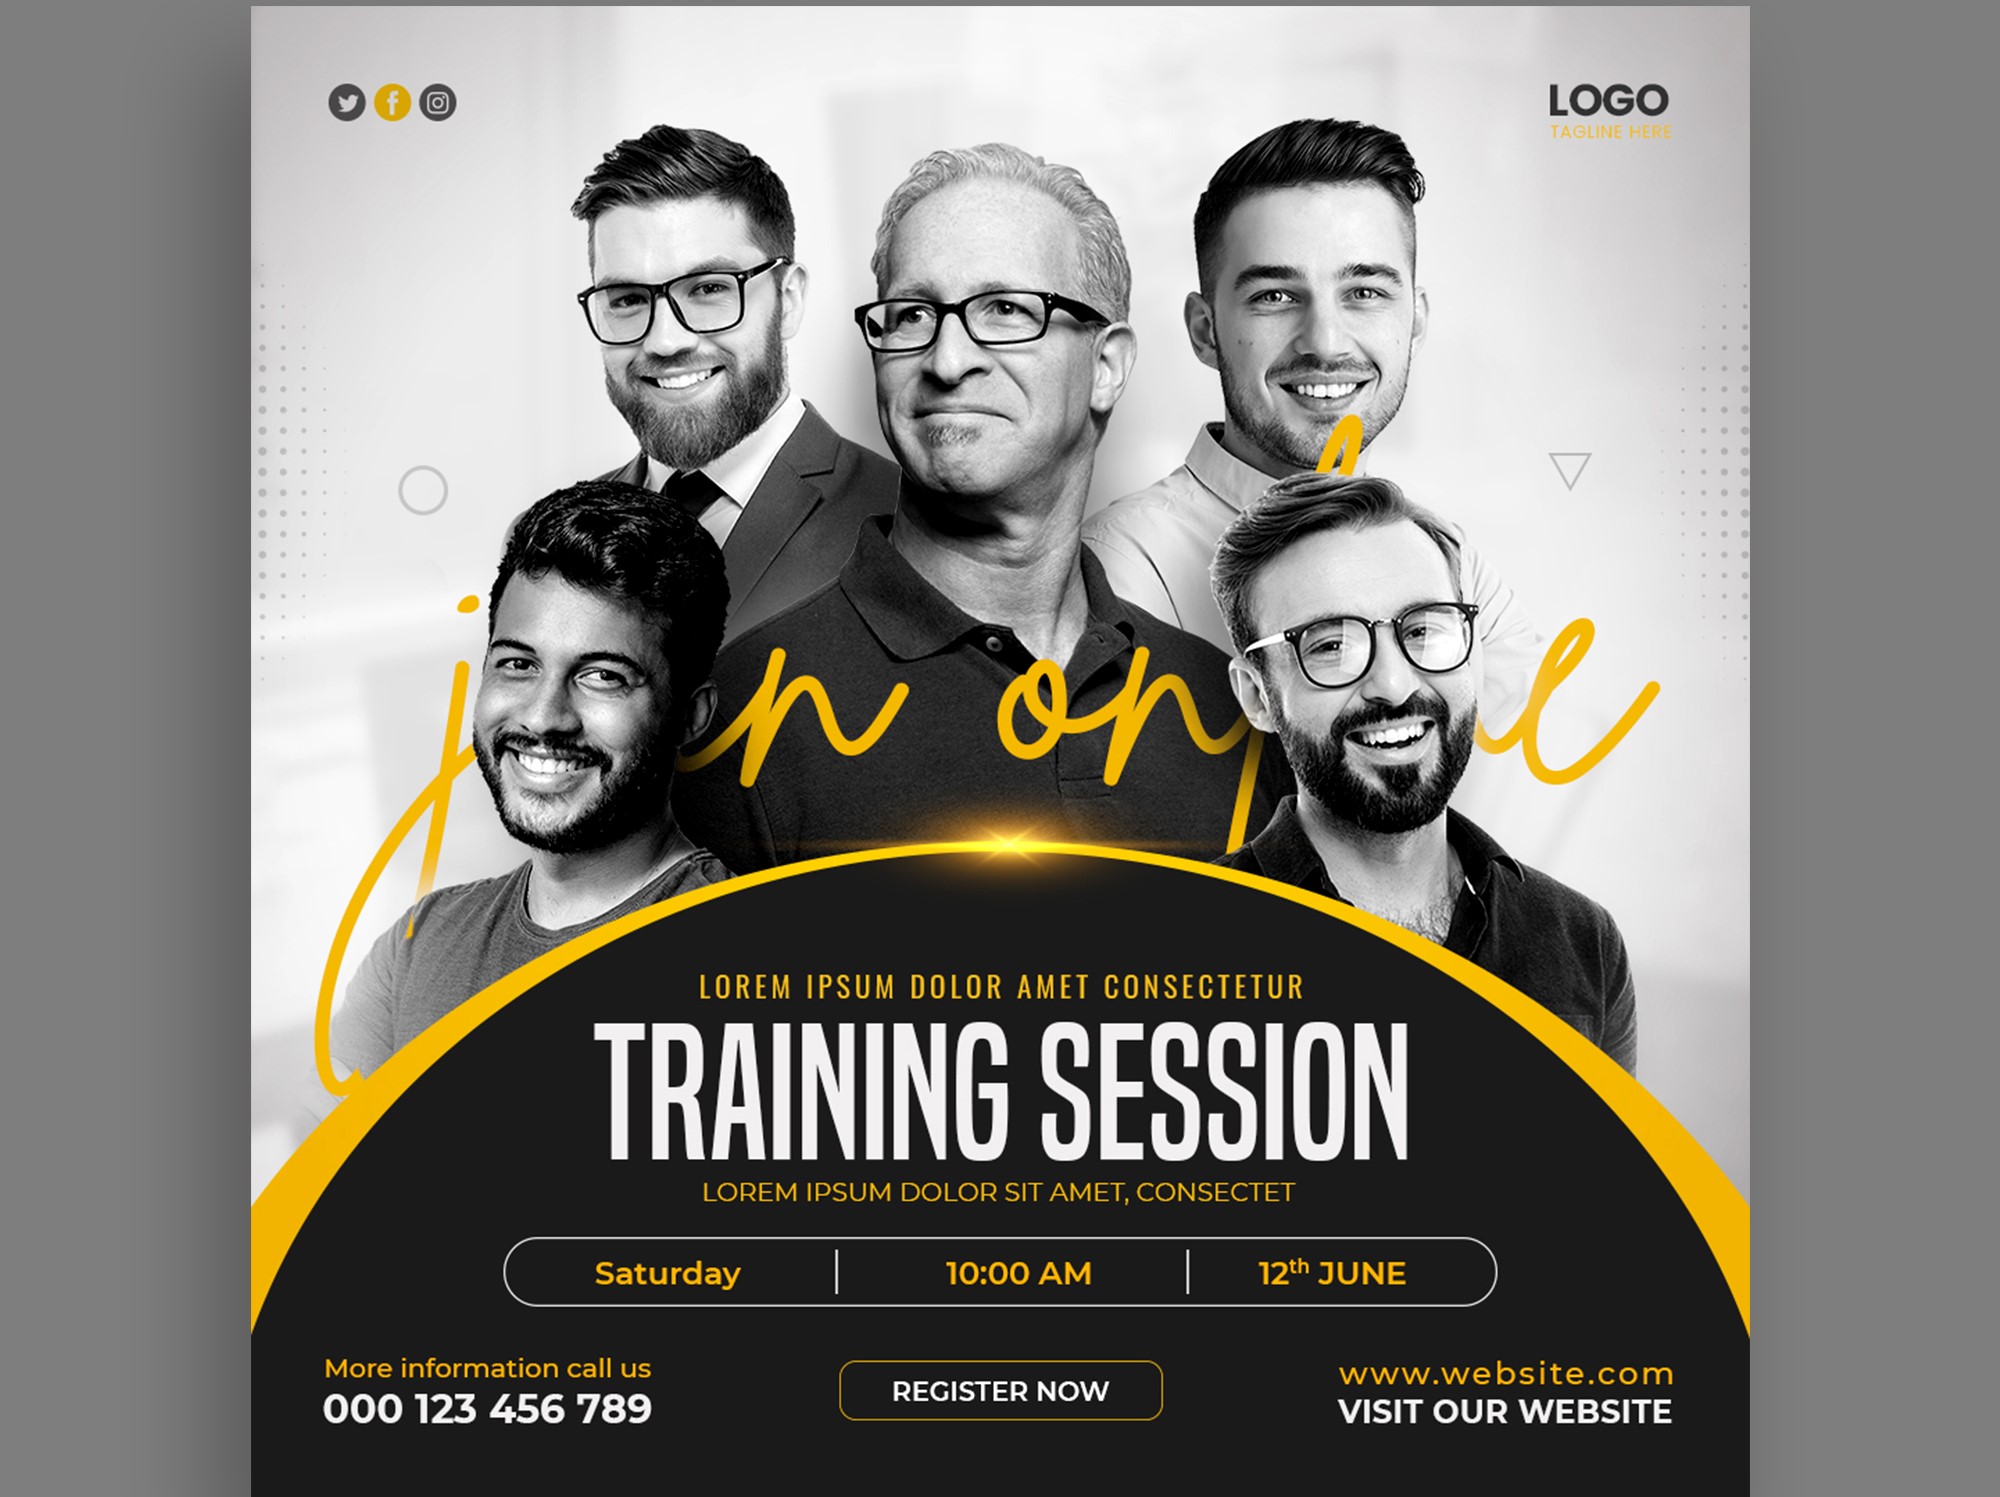 LOGO
TAGLINE HERE
join online
LOREM IPSUM DOLOR AMET CONSECTETUR
TRAINING SESSION
LOREM IPSUM DOLOR SIT AMET, CONSECTET
Saturday
10:00 AM
12th JUNE
More information call us
000 123 456 789
REGISTER NOW
www.website.com
VISIT OUR WEBSITE